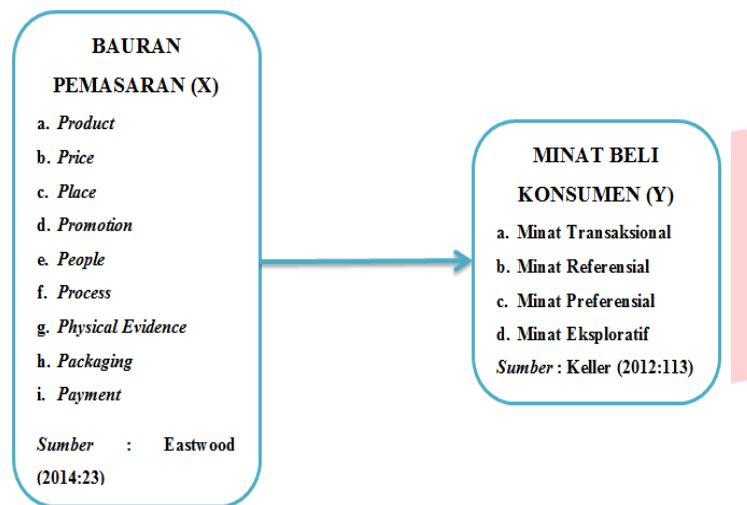 BAURAN
PEMASARAN (X)
a. Product
b. Price
c. Place
d. Promotion
e. People
f. Process
g. Physical Evidence
h. Packaging
i. Payment
Sumber : Eastwood
(2014:23)
MINAT BELI
KONSUMEN (Y)
a. Minat Transaksional
b. Minat Referensial
c. Minat Preferensial
d. Minat Eksploratif
Sumber : Keller (2012:113)